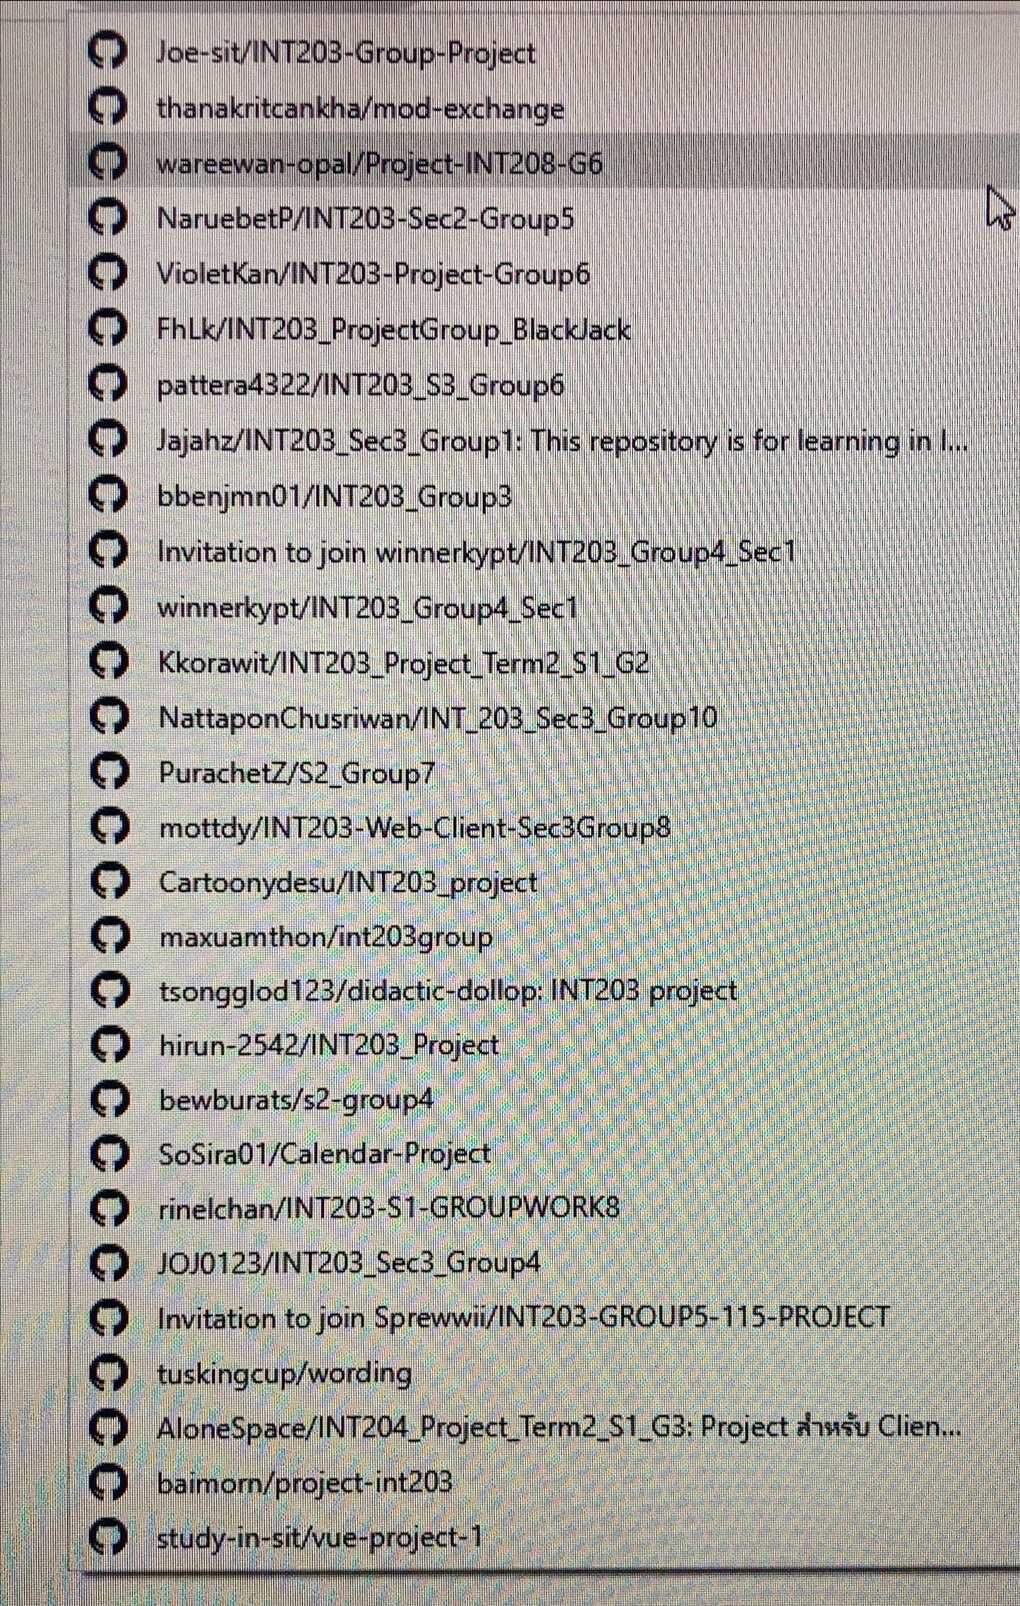 Joe-sit/INT203-Group-Project
thanakritcankha/mod-exchange
wareewan-opal/Project-INT208-G6
NaruebetP/INT203-Sec2-Group5
VioletKan/INT203-Project-Group6
FhLk/INT203_ProjectGroup_BlackJack
pattera4322/INT203_S3_Group6
Jajahz/INT203_Sec3_Group1: This repository is for learning in I...
bbenjmn01/INT203_Group3
Invitation to join winnerkypt/INT203_Group4_Sec1
winnerkypt/INT203_Group4_Sec1
Kkorawit/INT203_Project_Term2_S1_G2
NattaponChusriwan/INT_203_Sec3_Group10
PurachetZ/S2_Group7
mottdy/INT203-Web-Client-Sec3Group8
Cartoonydesu/INT203_project
maxuamthon/int203group
tsongglod123/didactic-dollop: INT203 project
hirun-2542/INT203_Project
bewburats/s2-group4
SoSira01/Calendar-Project
rinelchan/INT203-S1-GROUPWORK8
JOJ0123/INT203_Sec3_Group4
Invitation to join Sprewwii/INT203-GROUP5-115-PROJECT
tuskingcup/wording
AloneSpace/INT204_Project_Term2_S1_G3: Project สำหรับ Clien...
baimorn/project-int203
study-in-sit/vue-project-1